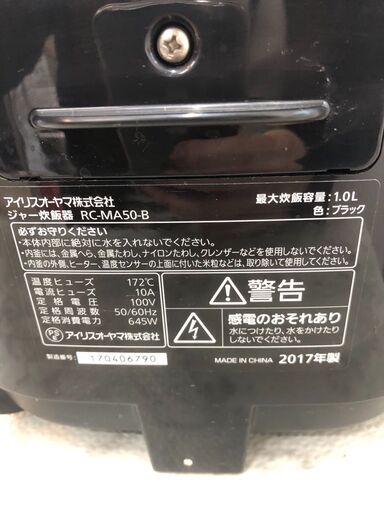 アイリスオーヤマ株式会社
ジャー炊飯器 RC-MA50-B
最大炊飯容量:1.0L
色:ブラック
必ずお守りください
・本体内部に絶対に水を入れないでください。
・内釜には、金属へら、金属たわし、ナイロンたわし、クレンザーなどを使用しないでください。
・内釜の外側、ヒーター、温度センサーの上面に付いた米粒などは、取り除いて使用してください。
温度ヒューズ 172℃
電流ヒューズ 10A
定格電圧 100V
定格周波数 50/60Hz
定格消費電力 645W
PSE アイリスオーヤマ株式会社
製造番号: 170406790
警告
感電のおそれあり
水につけたり、水をかけたり
しないでください。
MADE IN CHINA 2017年製